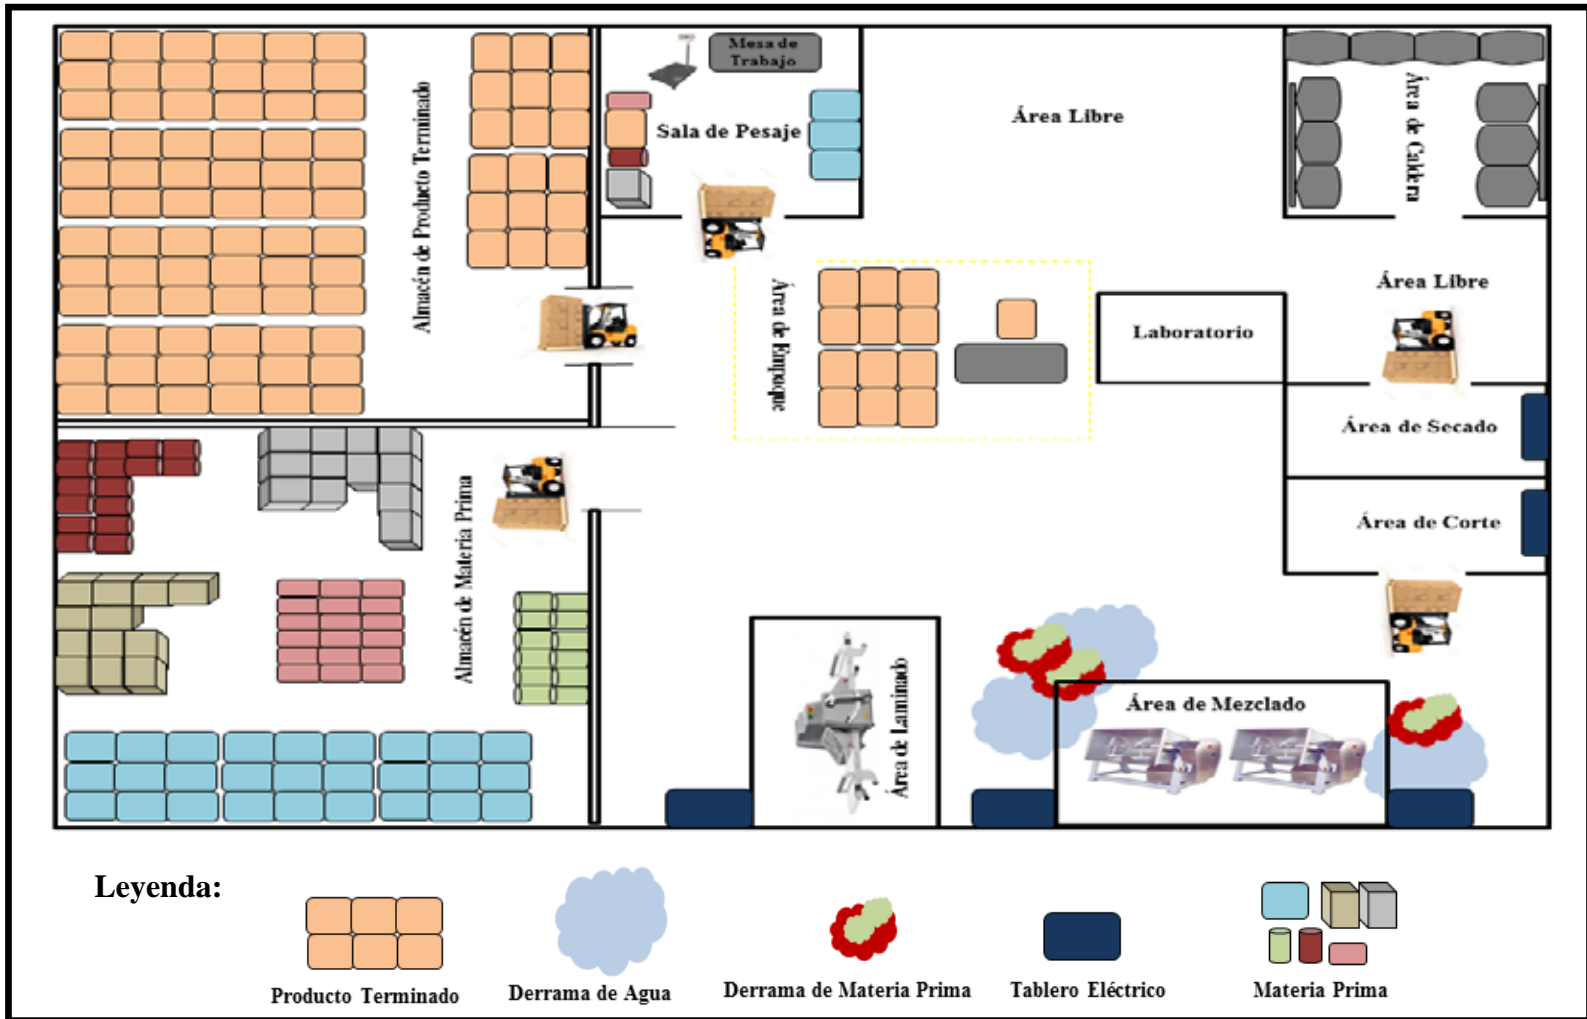 Mesa de
Trabajo
Sala de Pesaje
Almacén de Producto Terminado
Área Libre
Área de Caldera
Área de Empaque
Área Libre
Laboratorio
Área de Secado
Área de Corte
Almacén de Materia Prima
Área de Laminado
Área de Mezclado
Leyenda:
Producto Terminado
Derrama de Agua
Derrama de Materia Prima
Tablero Eléctrico
Materia Prima